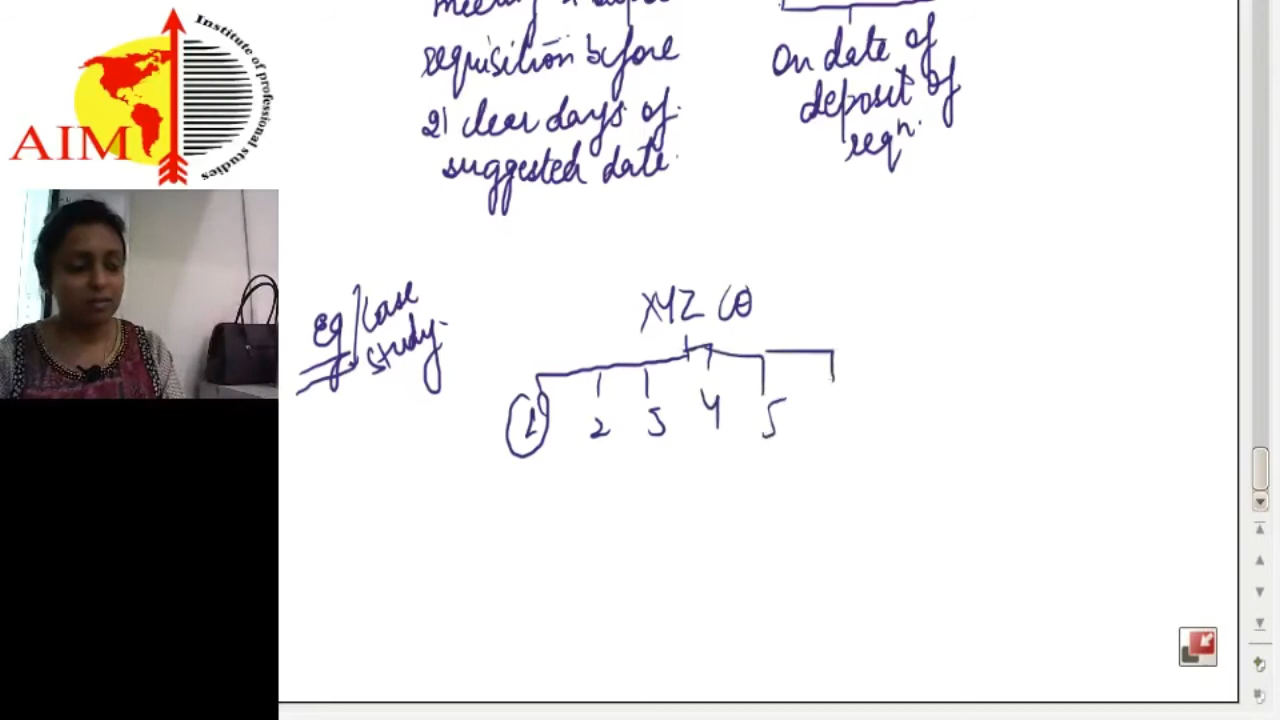 meeting
requisition before
21 clear days of
suggested date.
On date of
deposit of
reqn.
AIM
Institute of professional studies
Eg/Case
study.
XYZ CO
1 2 3 4 5